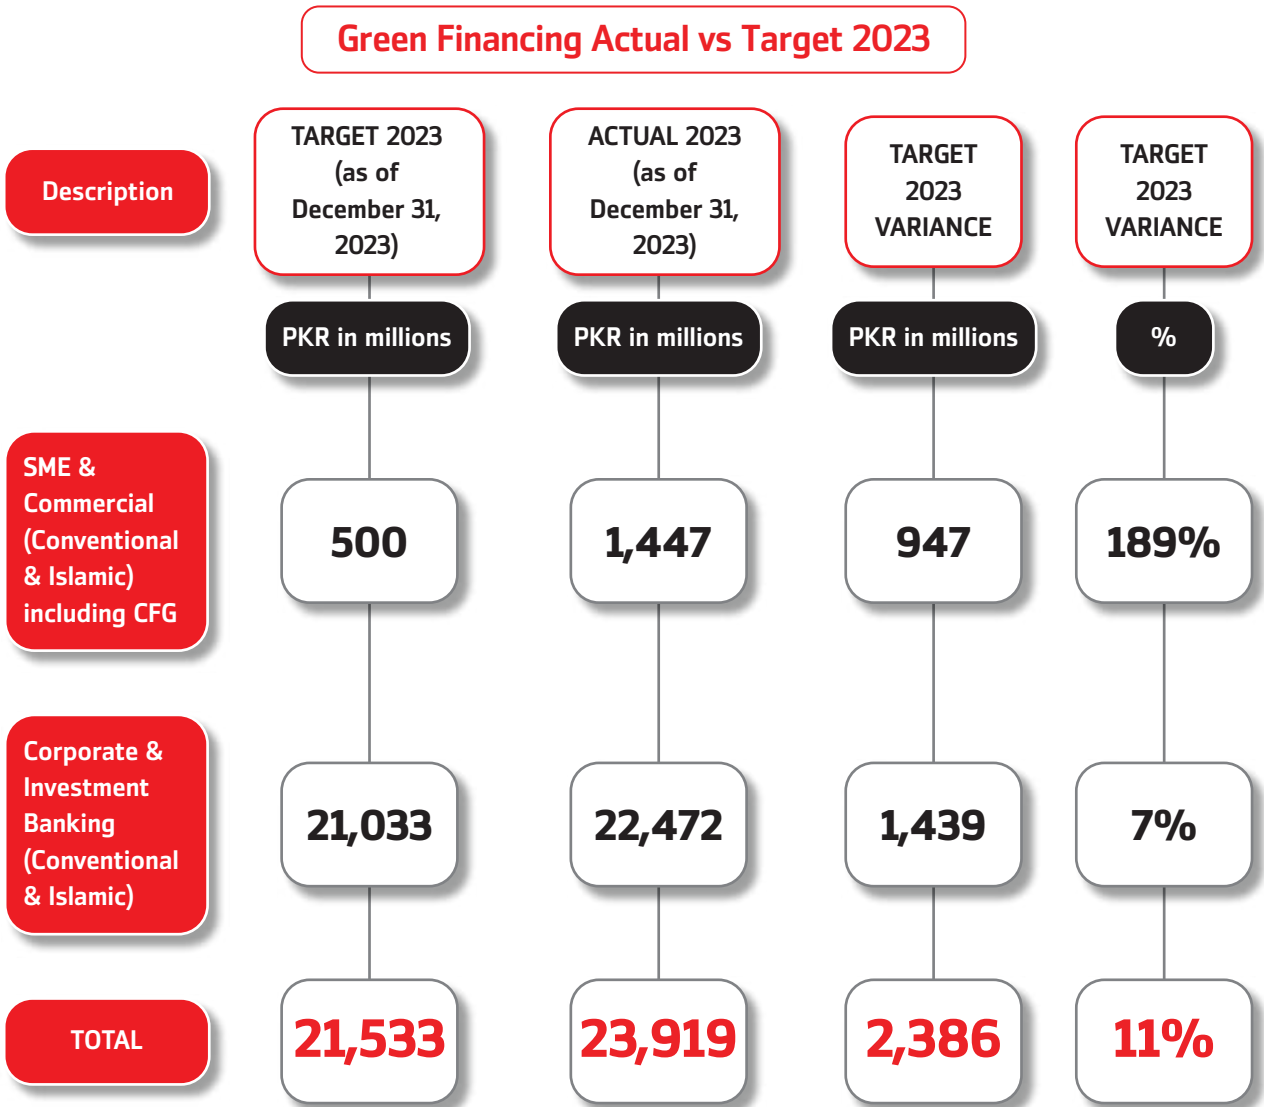 Green Financing Actual vs Target 2023
Description
TARGET 2023
(as of
December 31,
2023)
ACTUAL 2023
(as of
December 31,
2023)
TARGET
2023
VARIANCE
TARGET
2023
VARIANCE
PKR in millions
PKR in millions
PKR in millions
%
SME &
Commercial
(Conventional
& Islamic)
including CFG
500
1,447
947
189%
Corporate &
Investment
Banking
(Conventional
& Islamic)
21,033
22,472
1,439
7%
TOTAL
21,533
23,919
2,386
11%